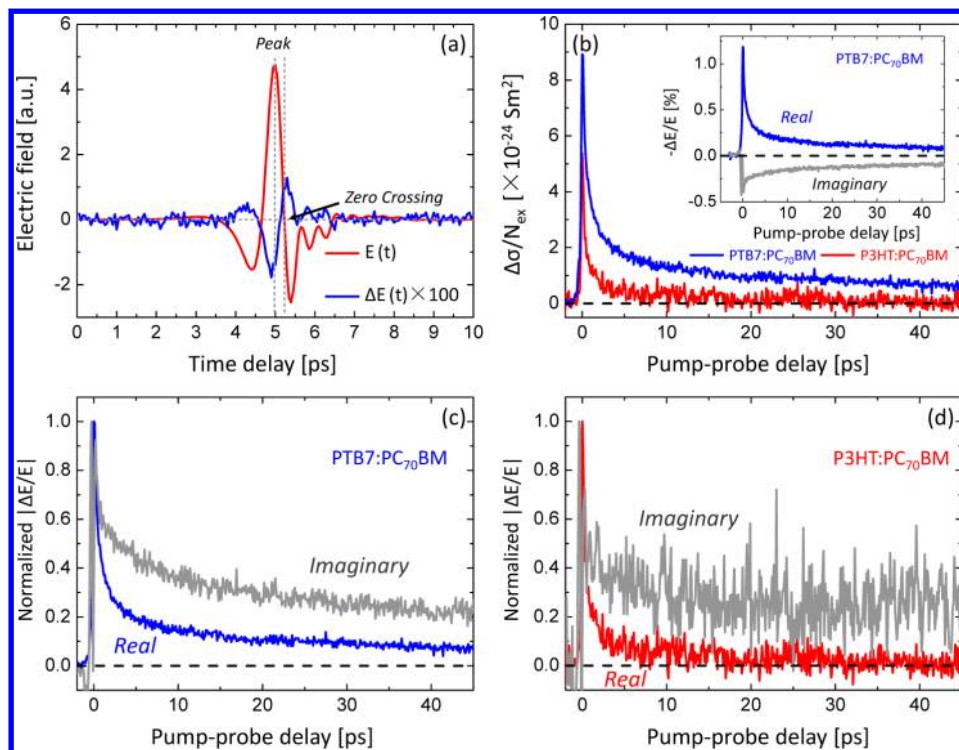 (a)
Peak
Electric field [a.u.]
6
4
2
0
-2
Zero Crossing
E (t)
ΔE (t) × 100
0 1 2 3 4 5 6 7 8 9 10
Time delay [ps]
(b)
Δσ/Nex [× 10-24 Sm2]
10
8
6
4
2
0
-ΔE/E [%]
1.0
0.5
0.0
-0.5
PTB7:PC70BM
Real
Imaginary
0 10 20 30 40
Pump-probe delay [ps]
PTB7:PC70BM P3HT:PC70BM
0 10 20 30 40
Pump-probe delay [ps]
(c)
Normalized |ΔE/E|
1.0
0.8
0.6
0.4
0.2
0.0
PTB7:PC70BM
Imaginary
Real
0 10 20 30 40
Pump-probe delay [ps]
(d)
Normalized |ΔE/E|
1.0
0.8
0.6
0.4
0.2
0.0
P3HT:PC70BM
Imaginary
Real
0 10 20 30 40
Pump-probe delay [ps]